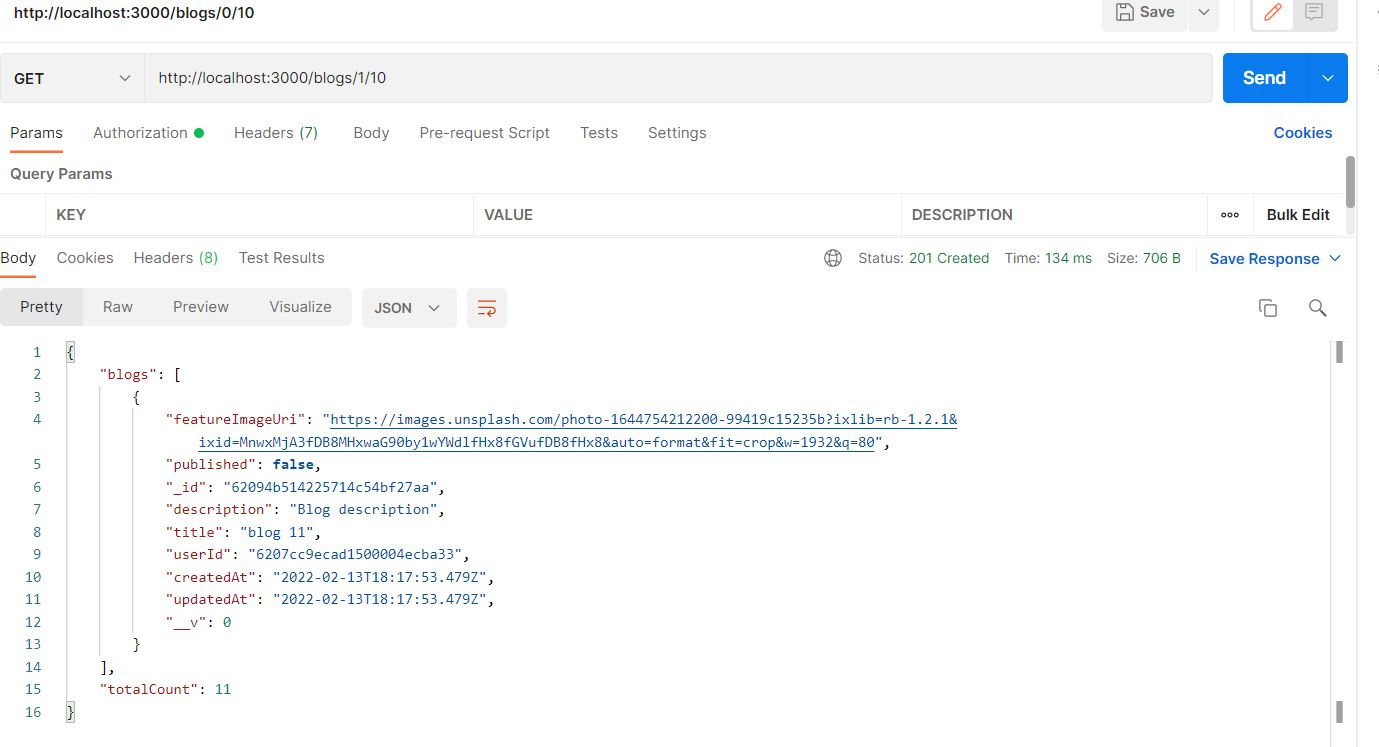 http://localhost:3000/blogs/0/10
Save
GET
http://localhost:3000/blogs/1/10
Send
Params Authorization Headers (7) Body Pre-request Script Tests Settings Cookies
Query Params
KEY VALUE DESCRIPTION ooo Bulk Edit
Body Cookies Headers (8) Test Results Status: 201 Created Time: 134 ms Size: 706 B Save Response
Pretty Raw Preview Visualize JSON
1 {
2 "blogs": [
3 {
4 "featureImageUri": "https://images.unsplash.com/photo-1644754212200-99419c15235b?ixlib=rb-1.2.1&
ixid=MnwxMjA3fDB8MHxwaG90by1wYWdlfHx8fGVufDB8fHx8&auto=format&fit=crop&w=1932&q=80",
5 "published": false,
6 "_id": "62094b514225714c54bf27aa",
7 "description": "Blog description",
8 "title": "blog 11",
9 "userId": "6207cc9ecad1500004ecba33",
10 "createdAt": "2022-02-13T18:17:53.479Z",
11 "updatedAt": "2022-02-13T18:17:53.479Z",
12 "__v": 0
13 }
14 ],
15 "totalCount": 11
16 }